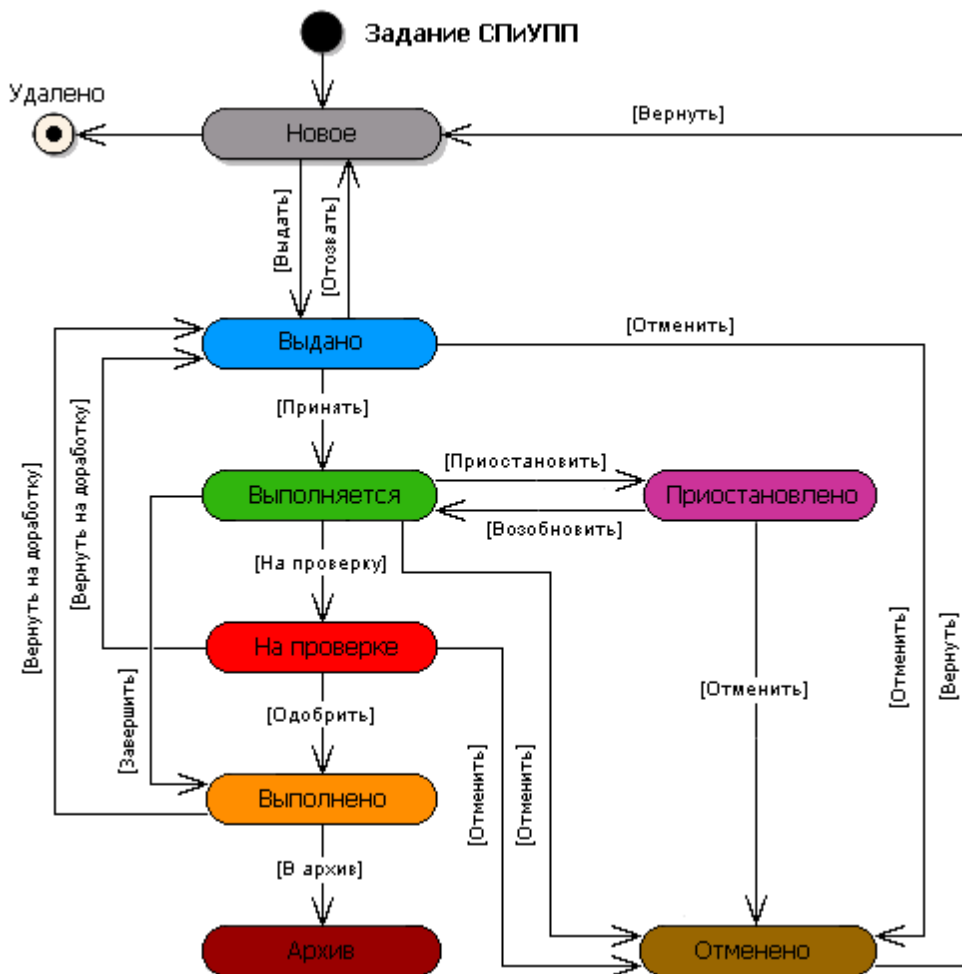 Задание СПиУПП
Удалено
Новое
[Вернуть]
[Выдать]
[Отозвать]
Выдано
[Отменить]
[Принять]
[Вернуть на доработку]
[Вернуть на доработку]
Выполняется
[Приостановить]
Приостановлено
[Возобновить]
[На проверку]
На проверке
[Отменить]
[Отменить]
[Вернуть]
[Завершить]
[Одобрить]
Выполнено
[Отменить]
[Отменить]
[В архив]
Архив
Отменено